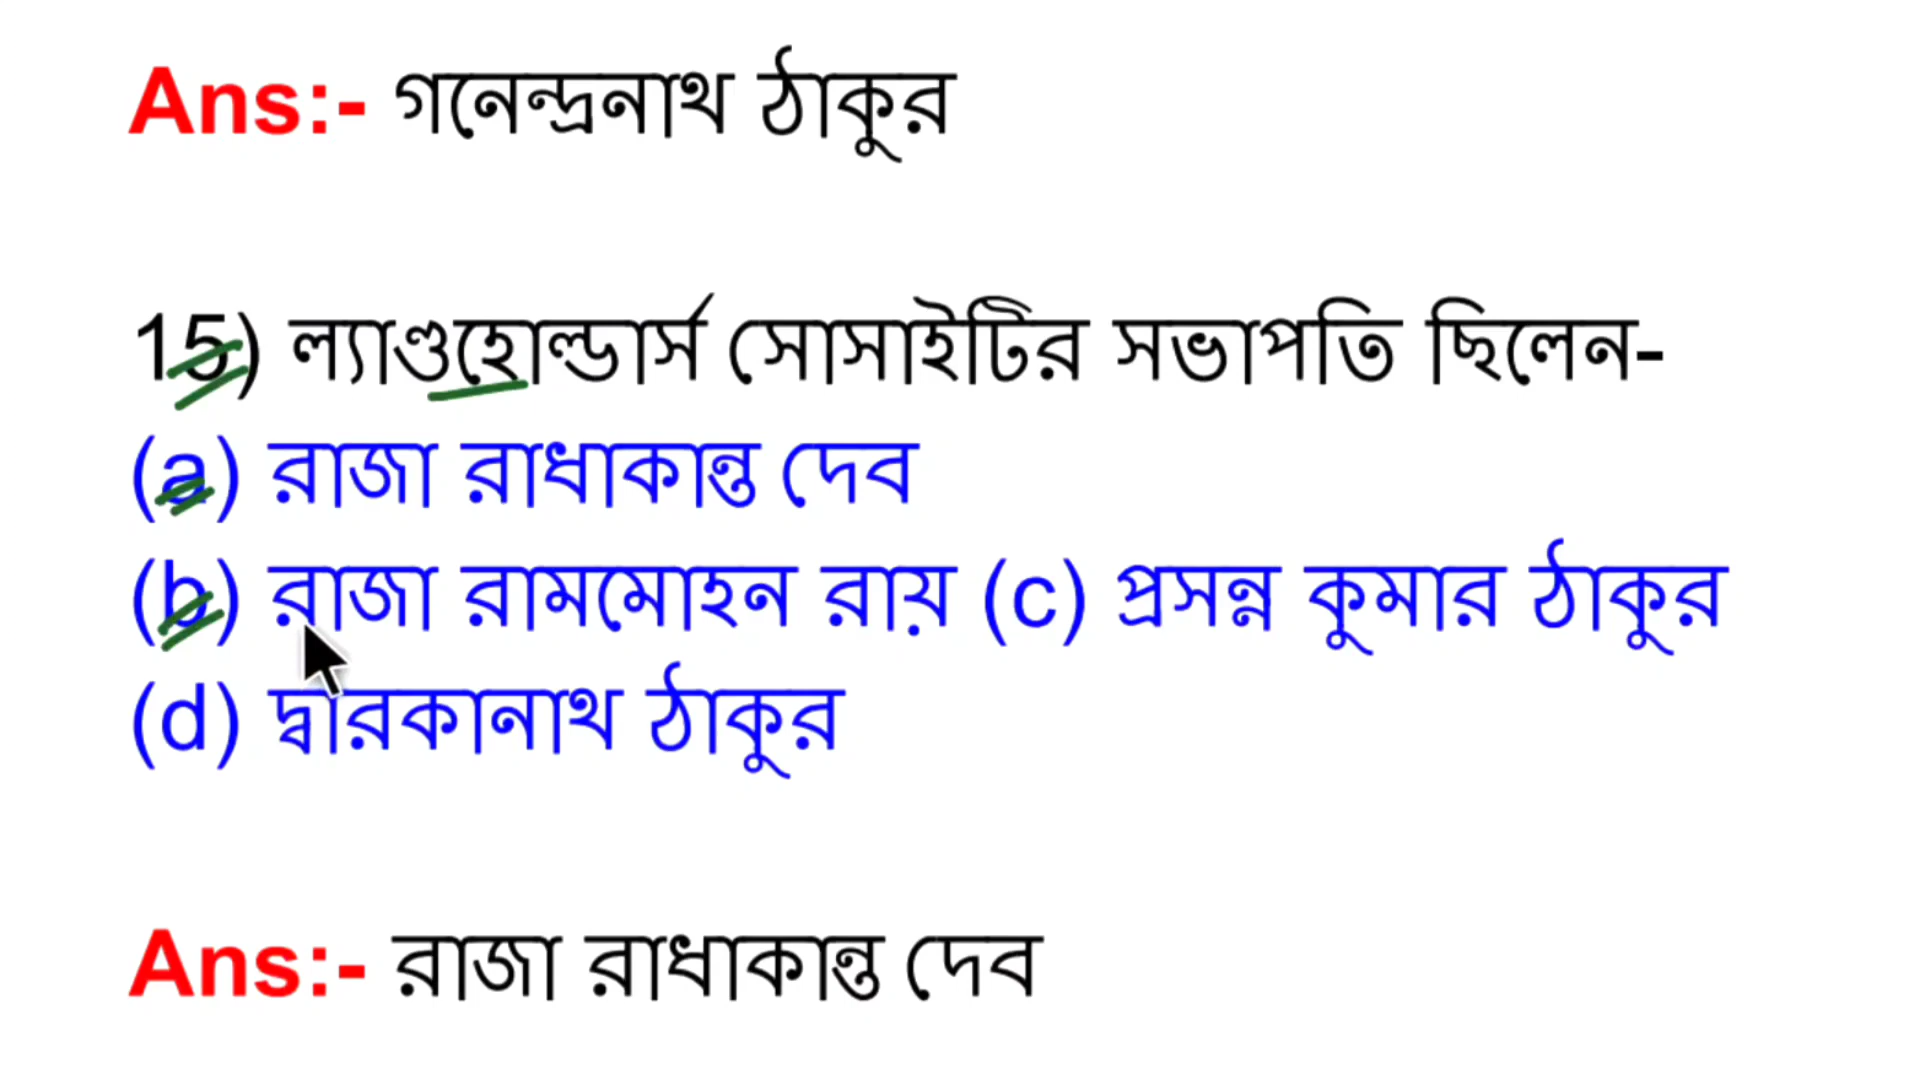 Ans:- গনেন্দ্রনাথ ঠাকুর
15) ল্যাণ্ডহোল্ডার্স সোসাইটির সভাপতি ছিলেন-
(a) রাজা রাধাকান্ত দেব
(b) রাজা রামমোহন রায় (c) প্রসন্ন কুমার ঠাকুর
(d) দ্বারকানাথ ঠাকুর
Ans:- রাজা রাধাকান্ত দেব